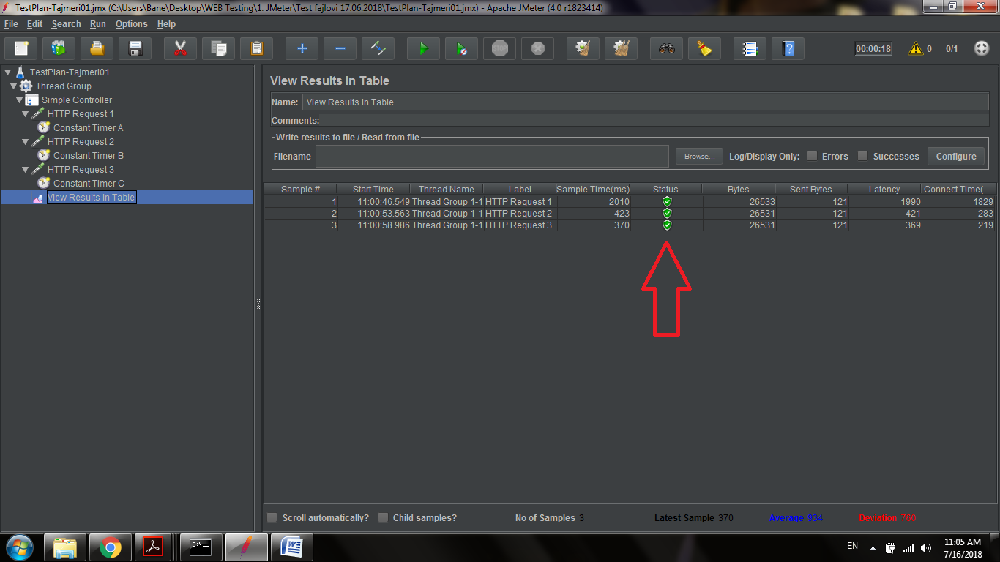 TestPlan-Tajmeri01.jmx (C:\Users\Bane\Desktop\WEB Testing\1. JMeter\Test fajlovi 17.06.2018\TestPlan-Tajmeri01.jmx) - Apache JMeter (4.0 r1823414)
File Edit Search Run Options Help
STOP 00:00:18 0 0/1
TestPlan-Tajmeri01
Thread Group
Simple Controller
HTTP Request 1
Constant Timer A
HTTP Request 2
Constant Timer B
HTTP Request 3
Constant Timer C
View Results in Table
View Results in Table
Name: View Results in Table
Comments:
Write results to file / Read from file
Filename Browse... Log/Display Only: Errors Successes Configure
Sample # Start Time Thread Name Label Sample Time(ms) Status Bytes Sent Bytes Latency Connect Time(...
1 11:00:46.549 Thread Group 1-1 HTTP Request 1 2010 26533 121 1990 1829
2 11:00:53.563 Thread Group 1-1 HTTP Request 2 423 26531 121 421 283
3 11:00:58.986 Thread Group 1-1 HTTP Request 3 370 26531 121 369 219
Scroll automatically? Child samples? No of Samples 3 Latest Sample 370 Average 934 Deviation 760
EN 11:05 AM
7/16/2018